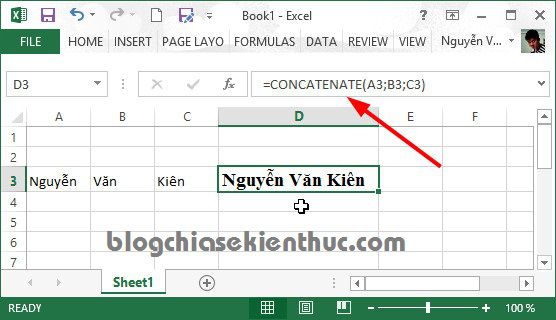 Book1 - Excel
FILE HOME INSERT PAGE LAYO FORMULAS DATA REVIEW VIEW Nguyễn V...
D3 =CONCATENATE(A3;B3;C3)
A B C D E F
1
2
3 Nguyễn Văn Kiên Nguyễn Văn Kiên
4
5
6
7
blogchiasekienthuc.com
Sheet1
READY 100 %